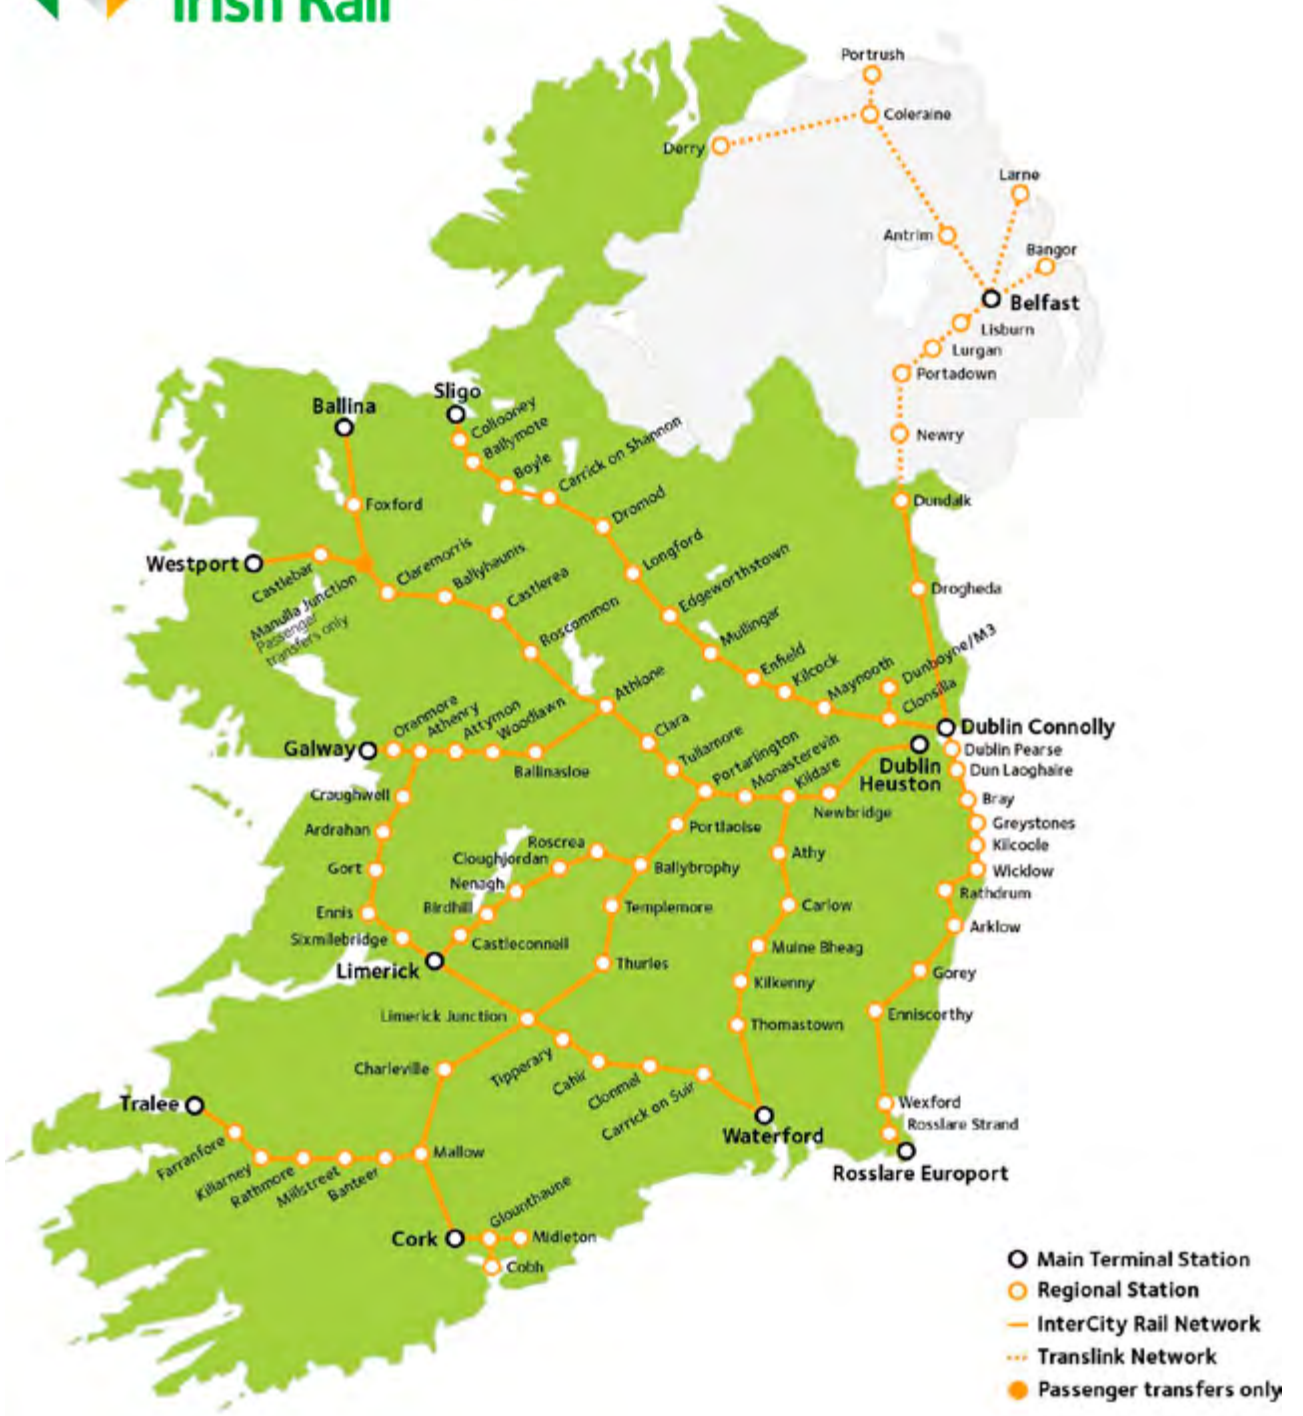 Irish Rail
Portrush
Coleraine
Derry
Larne
Antrim
Bangor
Belfast
Lisburn
Lurgan
Portadown
Newry
Dundalk
Drogheda
Sligo
Collooney
Ballymote
Boyle
Carrick on Shannon
Dromod
Longford
Edgeworthstown
Mullingar
Enfield
Kilcock
Maynooth
Dunboyne/M3
Clonsilla
Ballina
Foxford
Westport
Castlebar
Manulla Junction
Passenger
transfers only
Claremorris
Ballyhaunis
Castlerea
Roscommon
Athlone
Clara
Tullamore
Portarlington
Monasterevin
Kildare
Newbridge
Dublin Connolly
Dublin Pearse
Dublin
Heuston
Dun Laoghaire
Bray
Greystones
Kilcoole
Wicklow
Rathdrum
Arklow
Gorey
Enniscorthy
Wexford
Rosslare Strand
Rosslare Europort
Galway
Oranmore
Athenry
Attymon
Woodlawn
Ballinasloe
Craughwell
Ardrahan
Gort
Ennis
Sixmilebridge
Limerick
Portlaoise
Ballybrophy
Roscrea
Cloughjordan
Nenagh
Birdhill
Castleconnell
Templemore
Thurles
Athy
Carlow
Muine Bheag
Kilkenny
Thomastown
Limerick Junction
Tipperary
Cahir
Clonmel
Carrick on Suir
Waterford
Charleville
Tralee
Farranfore
Killarney
Rathmore
Millstreet
Banteer
Mallow
Cork
Glounthaune
Midleton
Cobh
Main Terminal Station
Regional Station
InterCity Rail Network
Translink Network
Passenger transfers only